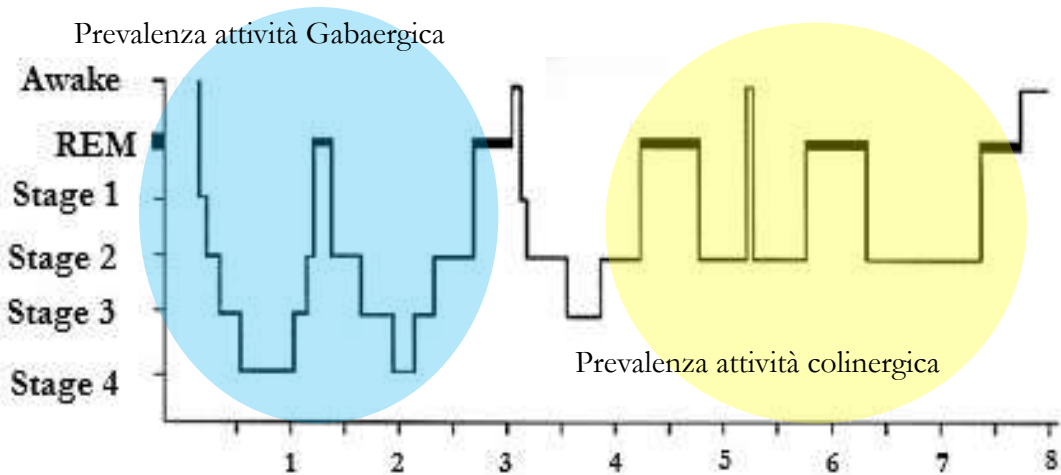 Prevalenza attività Gabaergica
Awake
REM
Stage 1
Stage 2
Stage 3
Prevalenza attività colinergica
Stage 4
1 2 3 4 5 6 7 8